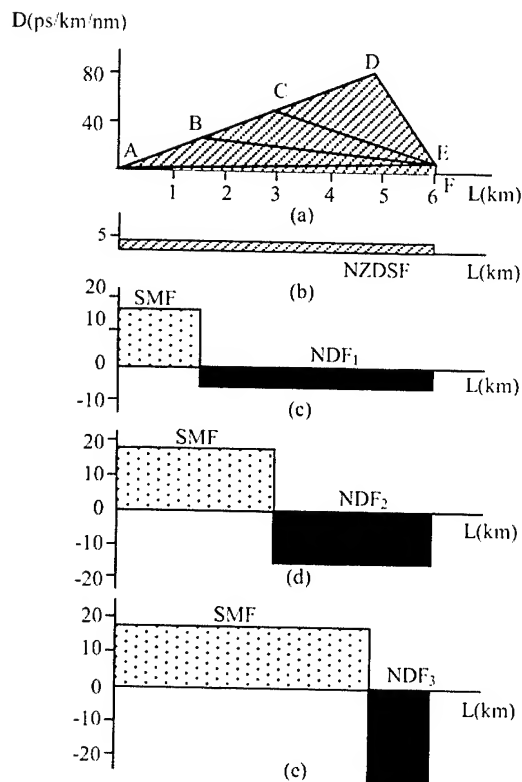 D(ps/km/nm)
80
40
A
B
C
D
E
F
1
2
3
4
5
6
L(km)
(a)
5
NZDSF
L(km)
(b)
20
10
0
-10
SMF
NDF₁
L(km)
(c)
20
10
0
-10
-20
SMF
NDF₂
L(km)
(d)
20
10
0
-10
-20
SMF
NDF₃
L(km)
(e)